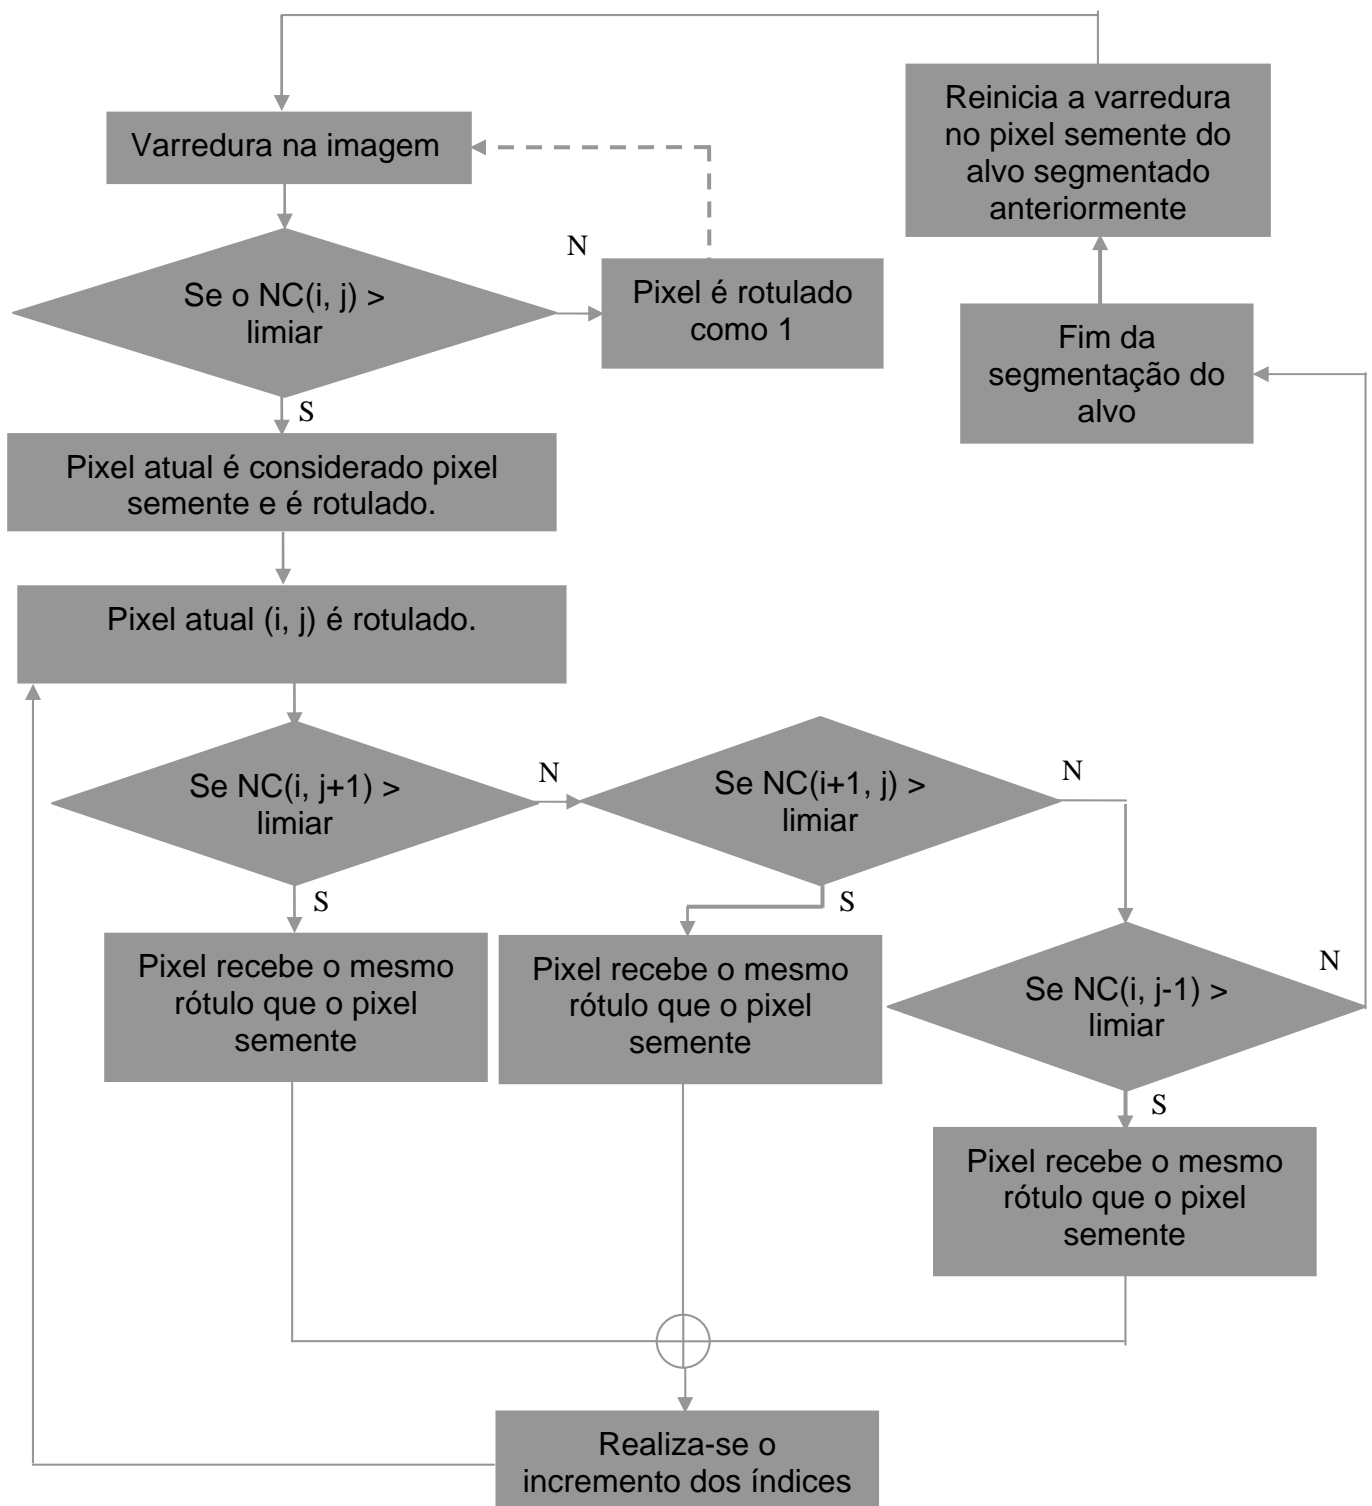 Varredura na imagem
Se o NC(i, j) >
limiar
N
Pixel é rotulado
como 1
S
Pixel atual é considerado pixel
semente e é rotulado.
Pixel atual (i, j) é rotulado.
Se NC(i, j+1) >
limiar
N
Se NC(i+1, j) >
limiar
N
S
Pixel recebe o mesmo
rótulo que o pixel
semente
S
Pixel recebe o mesmo
rótulo que o pixel
semente
Se NC(i, j-1) >
limiar
N
S
Pixel recebe o mesmo
rótulo que o pixel
semente
Realiza-se o
incremento dos índices
Fim da
segmentação do
alvo
Reinicia a varredura
no pixel semente do
alvo segmentado
anteriormente